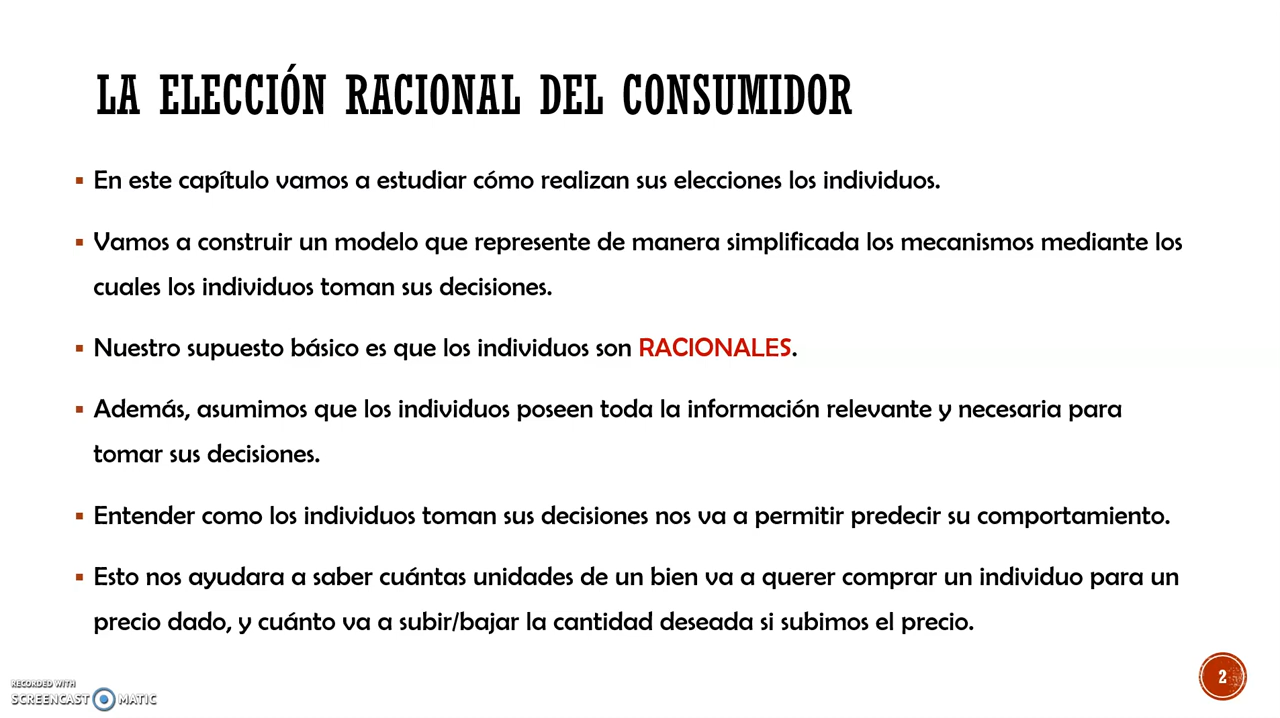 LA ELECCIÓN RACIONAL DEL CONSUMIDOR
▪ En este capítulo vamos a estudiar cómo realizan sus elecciones los individuos.
▪ Vamos a construir un modelo que represente de manera simplificada los mecanismos mediante los
cuales los individuos toman sus decisiones.
▪ Nuestro supuesto básico es que los individuos son RACIONALES.
▪ Además, asumimos que los individuos poseen toda la información relevante y necesaria para
tomar sus decisiones.
▪ Entender como los individuos toman sus decisiones nos va a permitir predecir su comportamiento.
▪ Esto nos ayudara a saber cuántas unidades de un bien va a querer comprar un individuo para un
precio dado, y cuánto va a subir/bajar la cantidad deseada si subimos el precio.
2
RECORDED WITH
SCREENCAST MATIC